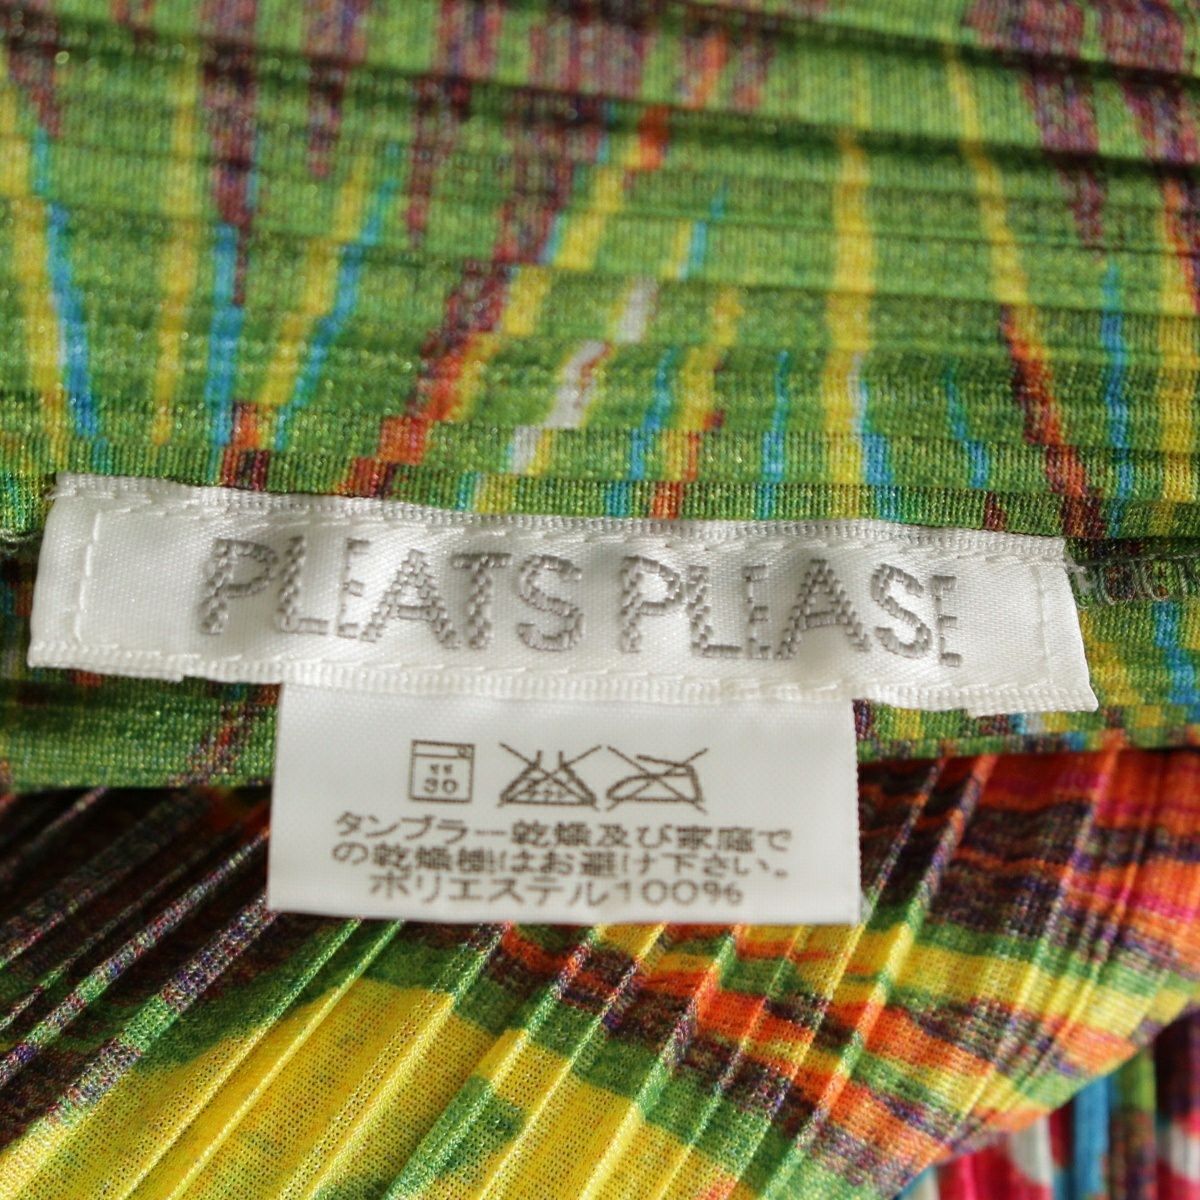 PLEATS PLEASE
11
30
タンブラー乾燥及び家庭で
の乾燥機はお避け下さい。
ポリエステル100%